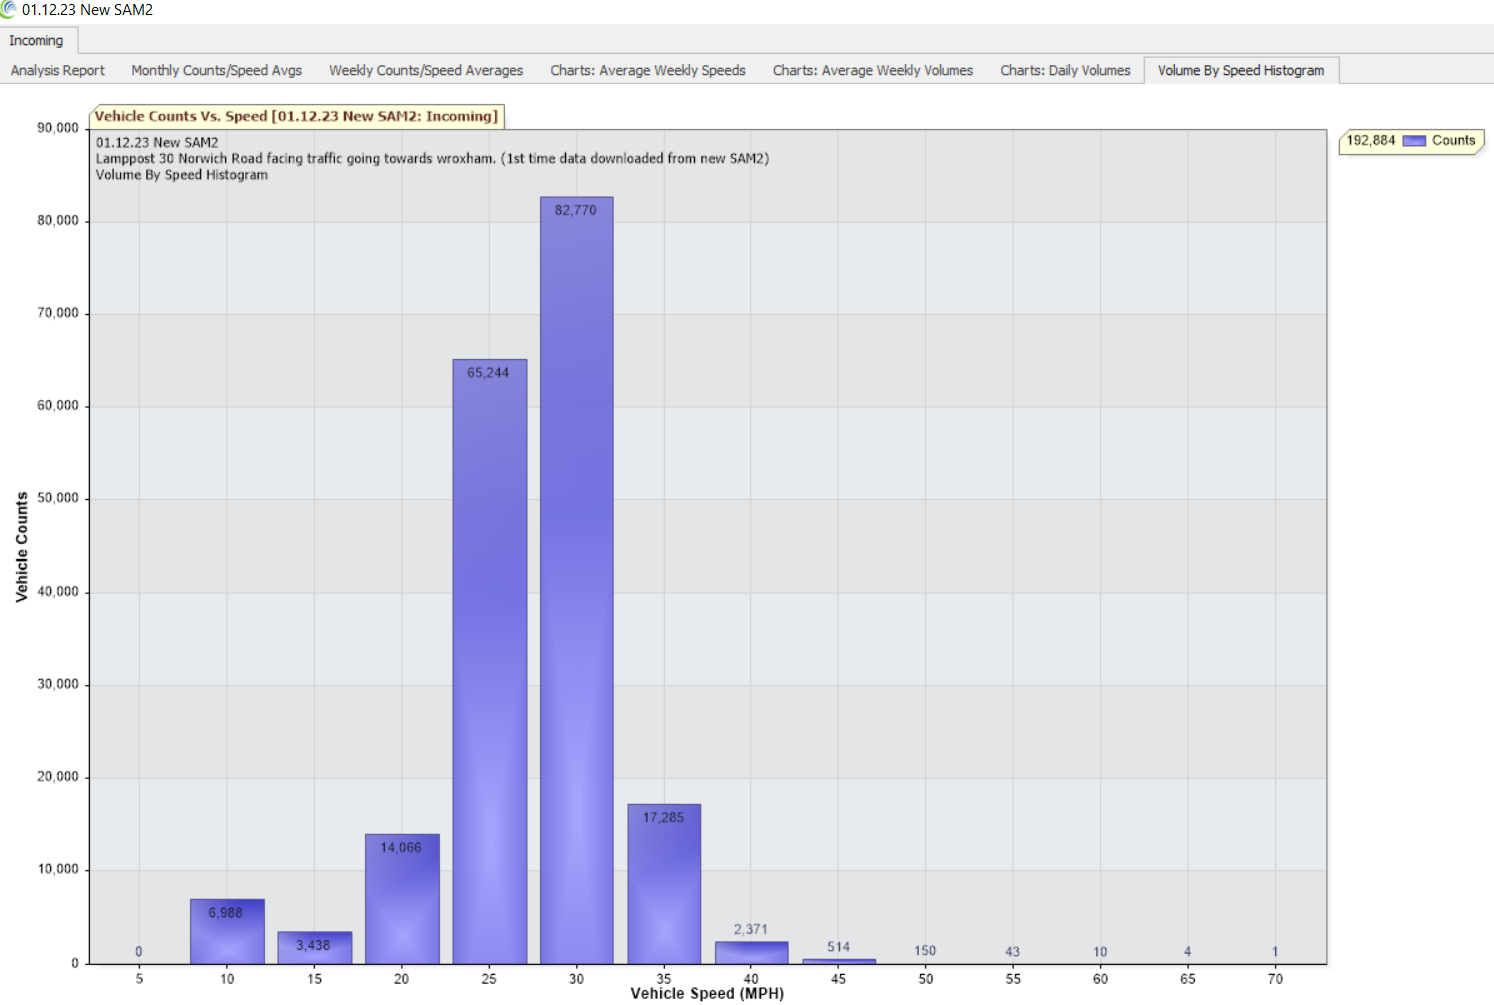 01.12.23 New SAM2
Incoming
Analysis Report Monthly Counts/Speed Avgs Weekly Counts/Speed Averages Charts: Average Weekly Speeds Charts: Average Weekly Volumes Charts: Daily Volumes Volume By Speed Histogram
Vehicle Counts Vs. Speed [01.12.23 New SAM2: Incoming]
01.12.23 New SAM2
Lamppost 30 Norwich Road facing traffic going towards wroxham. (1st time data downloaded from new SAM2)
Volume By Speed Histogram
192,884 Counts
Vehicle Counts
90,000
80,000
70,000
60,000
50,000
40,000
30,000
20,000
10,000
0
0 6,988 3,438 14,066 65,244 82,770 17,285 2,371 514 150 43 10 4 1
5 10 15 20 25 30 35 40 45 50 55 60 65 70
Vehicle Speed (MPH)